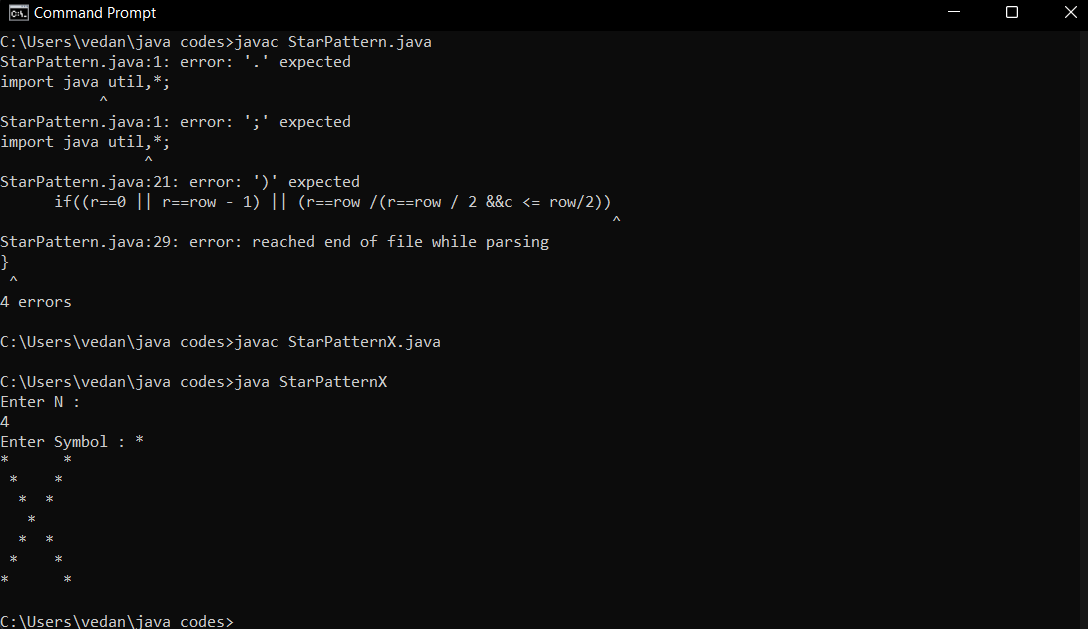 Command Prompt
C:\Users\vedan\java codes>javac StarPattern.java
StarPattern.java:1: error: '.' expected
import java util,*;
           ^
StarPattern.java:1: error: ';' expected
import java util,*;
                ^
StarPattern.java:21: error: ')' expected
      if((r==0 || r==row - 1) || (r==row /(r==row / 2 &&c <= row/2))
                                                                    ^
StarPattern.java:29: error: reached end of file while parsing
}
 ^
4 errors
C:\Users\vedan\java codes>javac StarPatternX.java
C:\Users\vedan\java codes>java StarPatternX
Enter N :
4
Enter Symbol : *
*      *
 *    *
  *  *
   *
  *  *
 *    *
*      *
C:\Users\vedan\java codes>